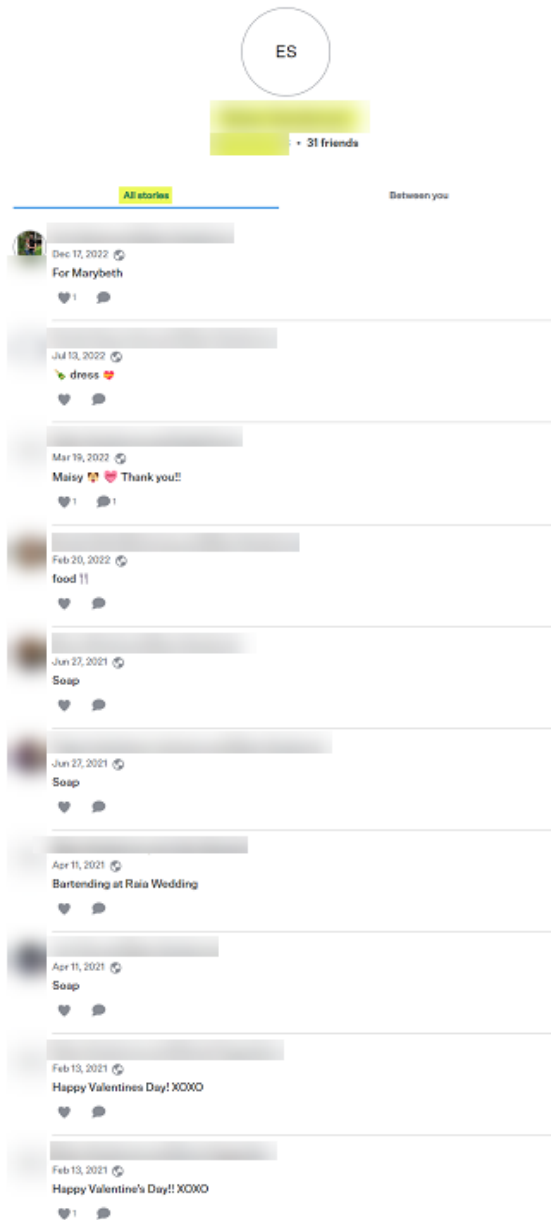 ES
• 31 friends
All stories
Between you
Dec 17, 2022
For Marybeth
1
Jul 13, 2022
🍾 dress 💝
Mar 19, 2022
Maisy 🐶 💗 Thank you!!
1 1
Feb 20, 2022
food 🍴
Jun 27, 2021
Soap
Jun 27, 2021
Soap
Apr 11, 2021
Bartending at Raia Wedding
Apr 11, 2021
Soap
Feb 13, 2021
Happy Valentines Day! XOXO
Feb 13, 2021
Happy Valentine's Day!! XOXO
1